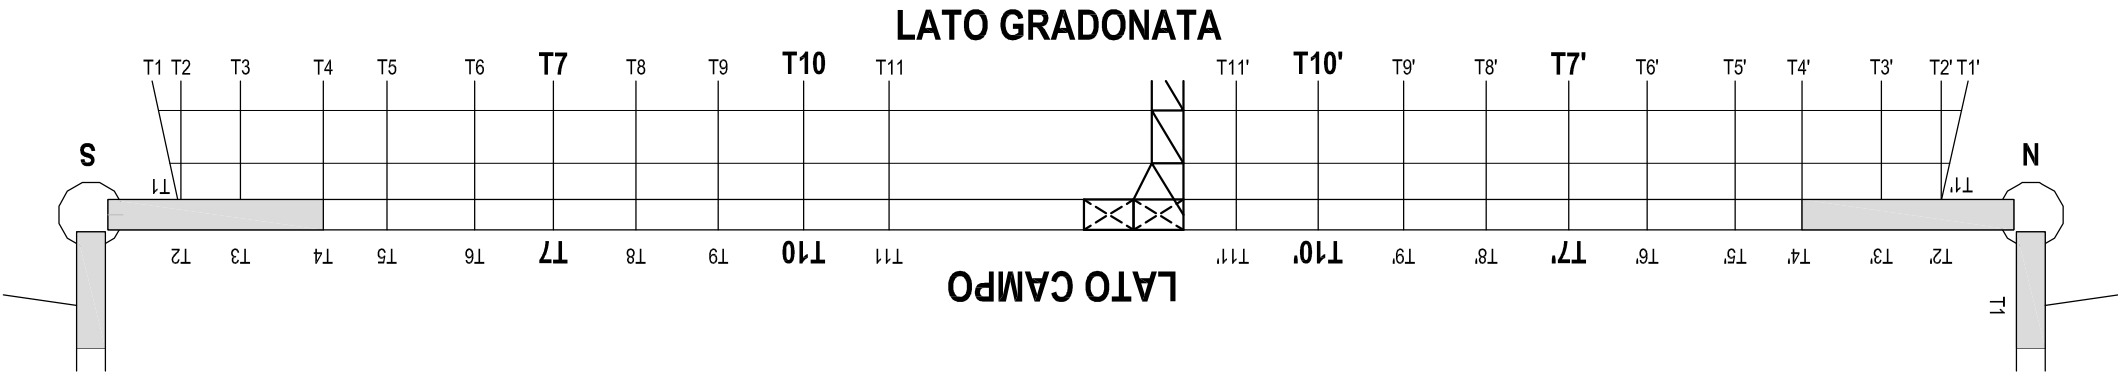 LATO GRADONATA
T1 T2 T3 T4 T5 T6 T7 T8 T9 T10 T11 T11' T10' T9' T8' T7' T6' T5' T4' T3' T2' T1'
S N
T1 T1'
T2 T3 T4 T5 T6 T7 T8 T9 T10 T11 T11' T10' T9' T8' T7' T6' T5' T4' T3' T2'
LATO CAMPO
T1